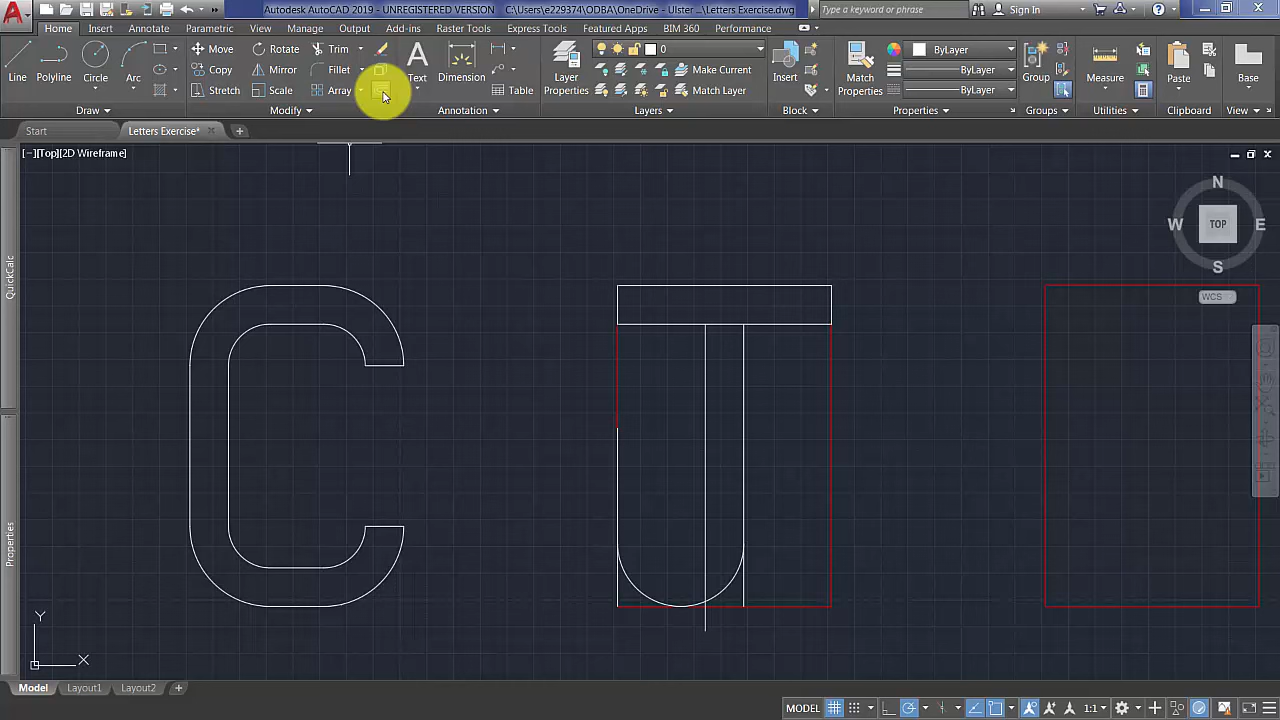 Autodesk AutoCAD 2019 - UNREGISTERED VERSION C:\Users\e229374\ODBA\OneDrive - Ulster ...\Letters Exercise.dwg
Type a keyword or phrase
Sign In
Home Insert Annotate Parametric View Manage Output Add-ins Raster Tools Express Tools Featured Apps BIM 360 Performance
Line Polyline Circle Arc
Move Rotate Trim
Copy Mirror Fillet
Stretch Scale Array
Text Dimension Table
Layer Properties
0
Make Current
Match Layer
Insert
Match Properties
ByLayer
ByLayer
ByLayer
Group
Measure
Paste
Base
Draw Modify Annotation Layers Block Properties Groups Utilities Clipboard View
Start Letters Exercise*
[−][Top][2D Wireframe]
N
W TOP E
S
WCS
QuickCalc
Properties
Y
X
Model Layout1 Layout2
MODEL 1:1